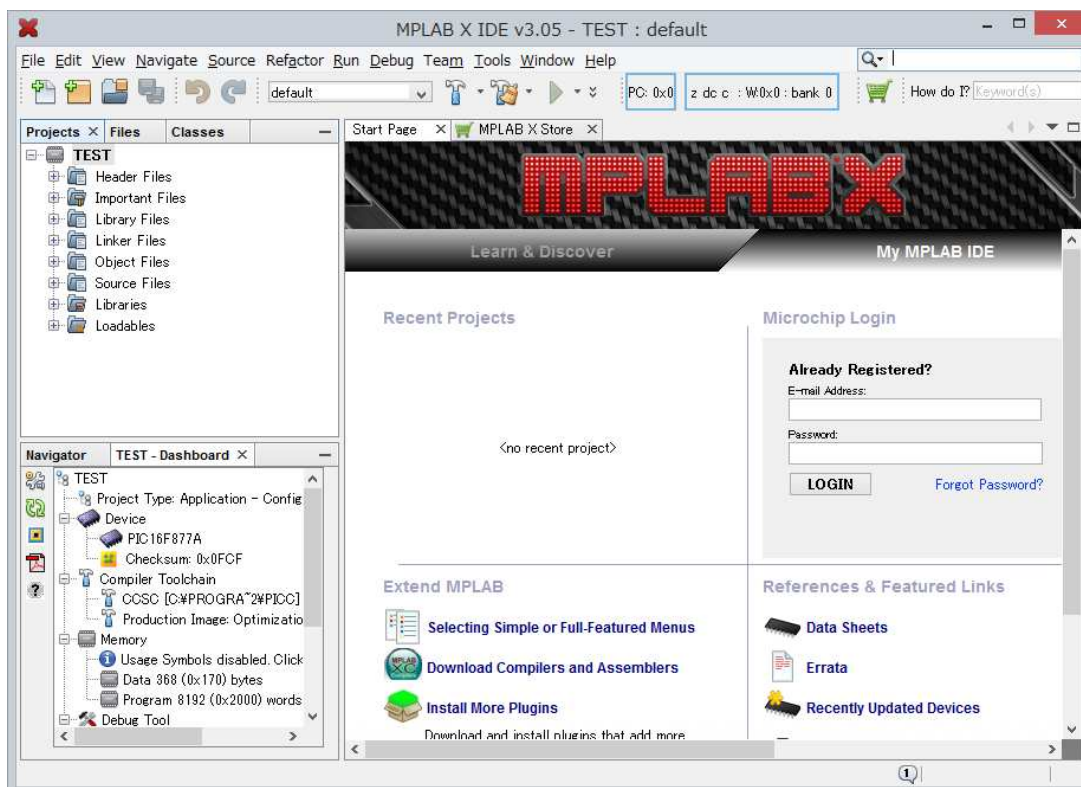 MPLAB X IDE v3.05 - TEST : default
File Edit View Navigate Source Refactor Run Debug Team Tools Window Help
default
PC: 0x0
z dc c : W:0x0 : bank 0
How do I?
Keyword(s)
Projects
Files
Classes
TEST
Header Files
Important Files
Library Files
Linker Files
Object Files
Source Files
Libraries
Loadables
Start Page
MPLAB X Store
MPLAB X
Learn & Discover
My MPLAB IDE
Recent Projects
<no recent project>
Microchip Login
Already Registered?
E-mail Address:
Password:
LOGIN
Forgot Password?
Navigator
TEST - Dashboard
TEST
Project Type: Application - Config
Device
PIC16F877A
Checksum: 0x0FCF
Compiler Toolchain
CCSC [C:¥PROGRA~2¥PICC]
Production Image: Optimizatio
Memory
Usage Symbols disabled. Click
Data 368 (0x170) bytes
Program 8192 (0x2000) words
Debug Tool
Extend MPLAB
Selecting Simple or Full-Featured Menus
MPLAB XC
Download Compilers and Assemblers
Install More Plugins
Download and install plugins that add more
References & Featured Links
Data Sheets
Errata
Recently Updated Devices
1